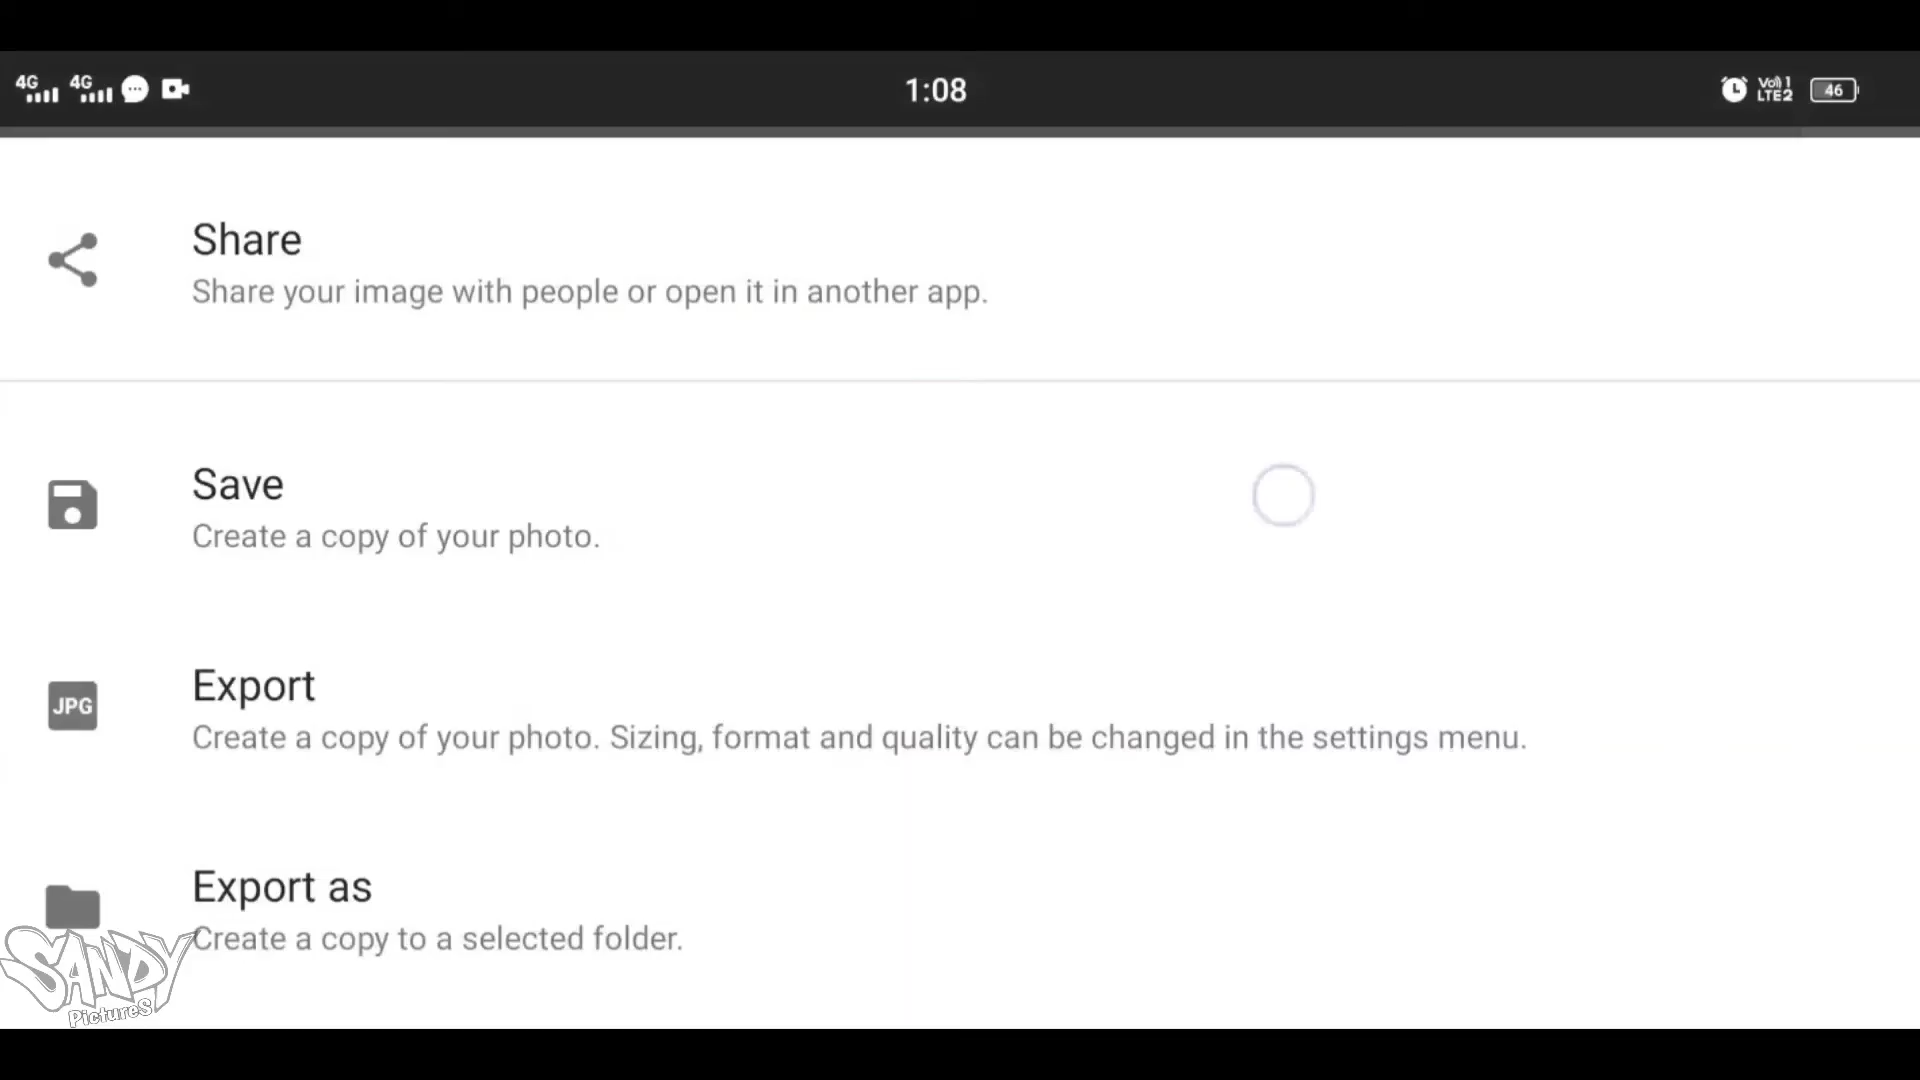 4G 4G 1:08 Vo) 1 LTE2 46
Share
Share your image with people or open it in another app.
Save
Create a copy of your photo.
JPG
Export
Create a copy of your photo. Sizing, format and quality can be changed in the settings menu.
Export as
Create a copy to a selected folder.
SANDY
PictureS